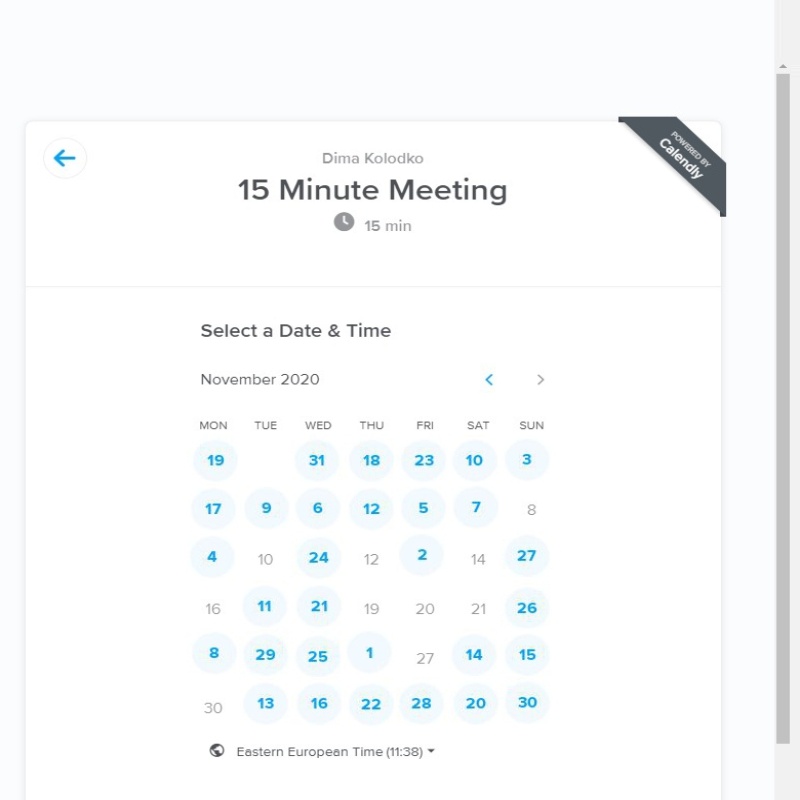 POWERED BY
Calendly
Dima Kolodko
15 Minute Meeting
15 min
Select a Date & Time
November 2020
MON TUE WED THU FRI SAT SUN
19 31 18 23 10 3
17 9 6 12 5 7 8
4 10 24 12 2 14 27
16 11 21 19 20 21 26
8 29 25 1 27 14 15
30 13 16 22 28 20 30
Eastern European Time (11:38)